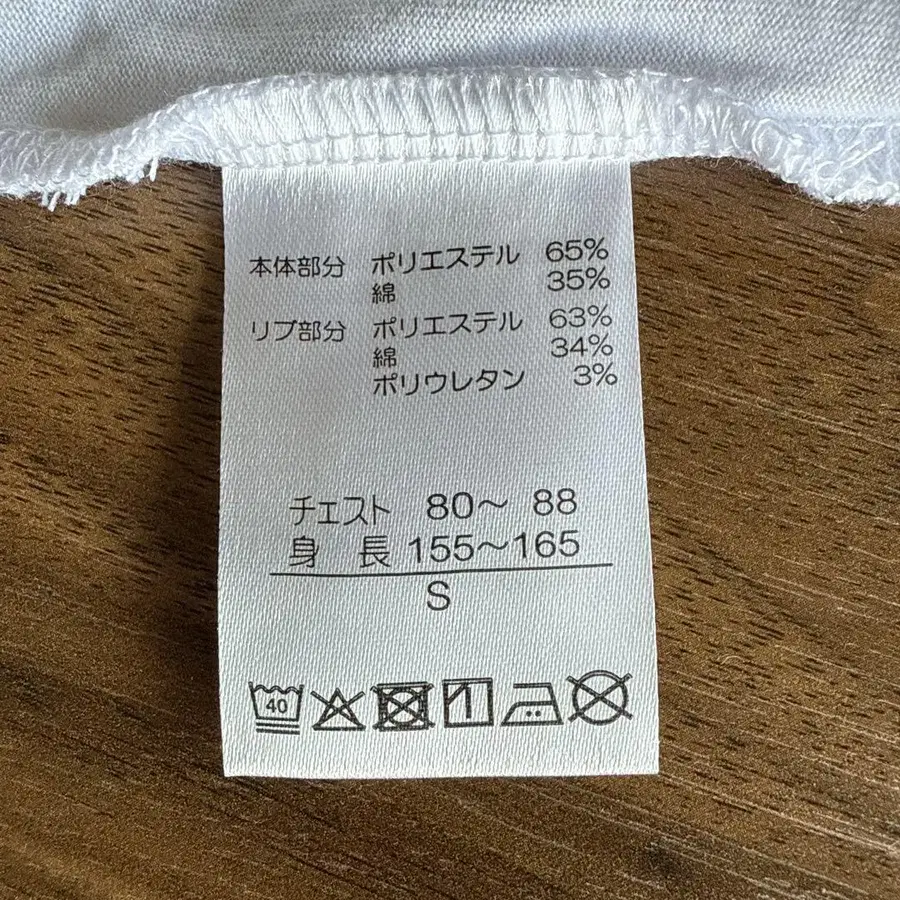 本体部分 ポリエステル 65%
綿 35%
リブ部分 ポリエステル 63%
綿 34%
ポリウレタン 3%
チェスト 80〜 88
身 長 155〜165
S
40